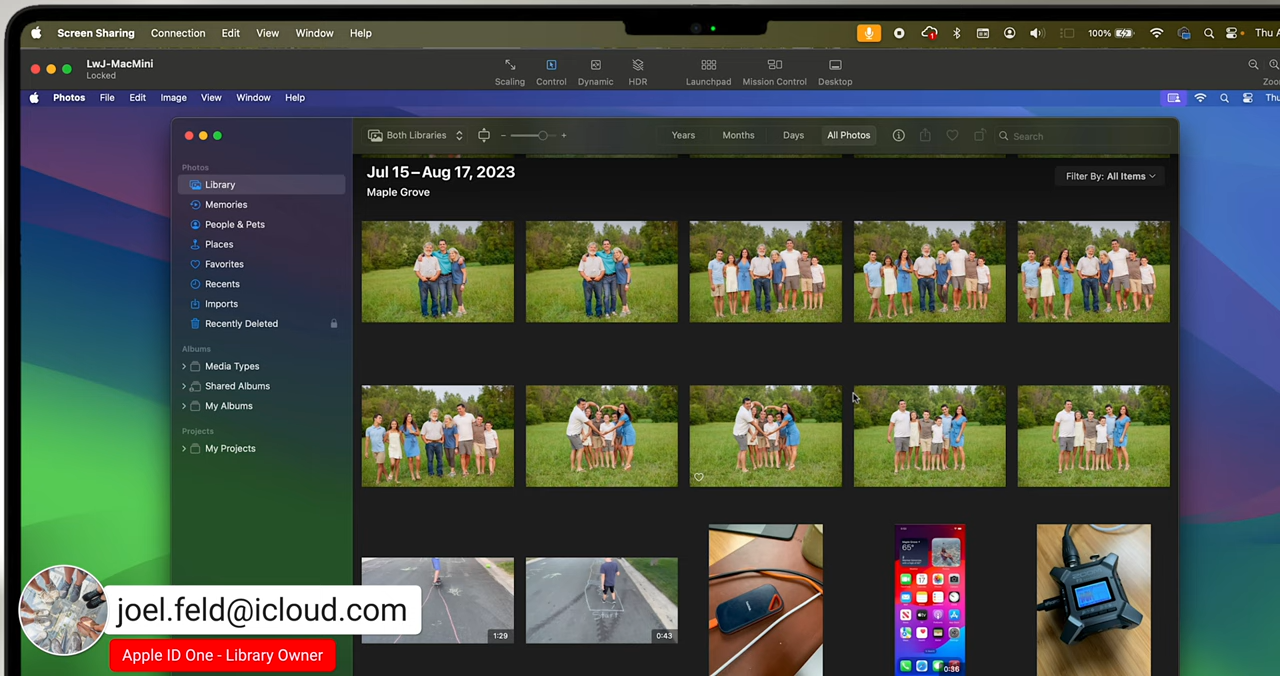 Screen Sharing Connection Edit View Window Help
100%
Thu A
LwJ-MacMini
Locked
Scaling Control Dynamic HDR Launchpad Mission Control Desktop
Zoo
Photos File Edit Image View Window Help
Thu
Both Libraries
Years Months Days All Photos
Search
Photos
Library
Memories
People & Pets
Places
Favorites
Recents
Imports
Recently Deleted
Albums
Media Types
Shared Albums
My Albums
Projects
My Projects
Jul 15 – Aug 17, 2023
Maple Grove
Filter By: All Items
1:29
0:43
65°
17
0:36
joel.feld@icloud.com
Apple ID One - Library Owner